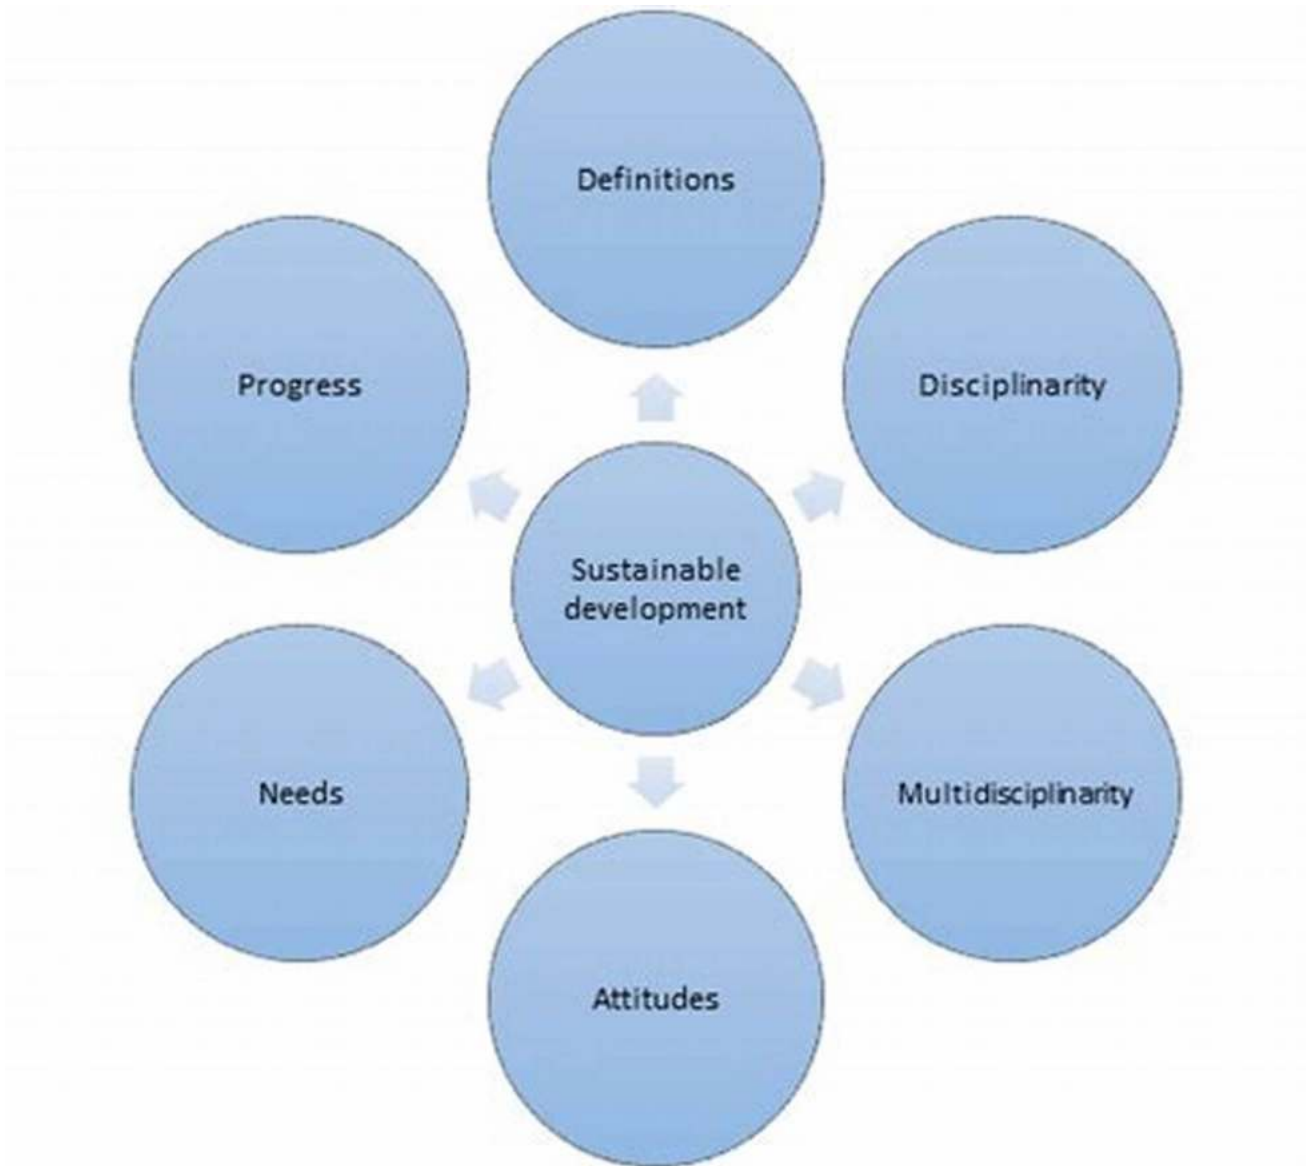 Definitions
Progress
Disciplinarity
Sustainable
development
Needs
Multidisciplinarity
Attitudes